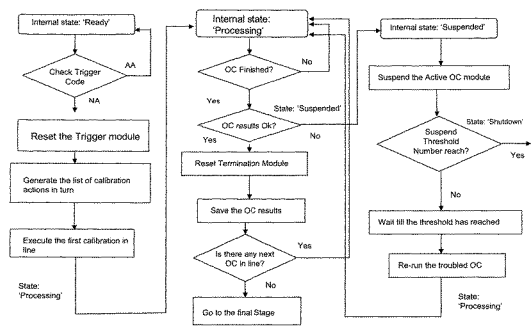 Internal state: 'Ready'
AA
Check Trigger
Code
NA
Reset the Trigger module
Generate the list of calibration
actions in turn
Execute the first calibration in
line
State:
'Processing'
Internal state:
'Processing'
No
OC Finished?
Yes
State: 'Suspended'
OC results Ok?
Yes
No
Reset Termination Module
Save the OC results
Yes
Is there any next
OC in line?
No
Go to the final Stage
Internal state: 'Suspended'
Suspend the Active OC module
State: 'Shutdown'
Suspend
Threshold
Number reach?
Yes
No
Wait till the threshold has reached
Re-run the troubled OC
State:
'Processing'